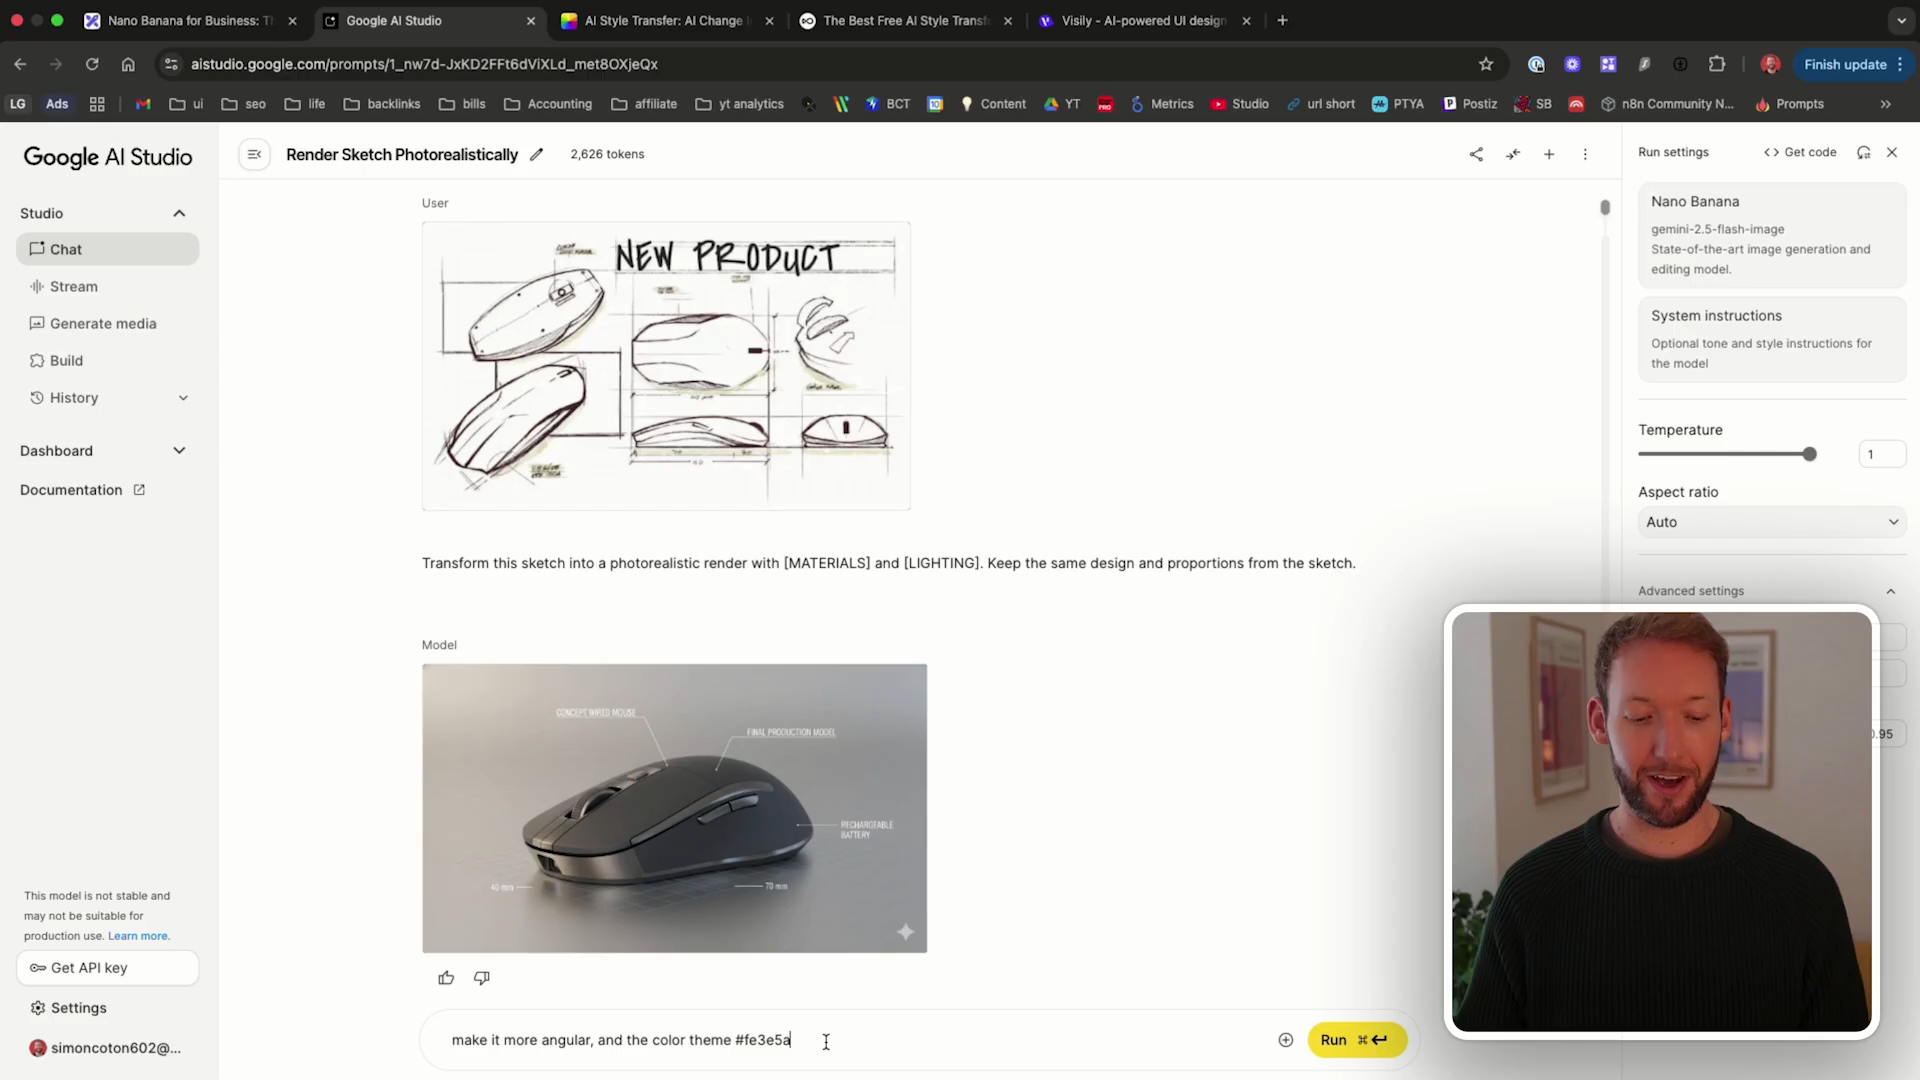 Nano Banana for Business: Th
Google AI Studio
AI Style Transfer: AI Change I
The Best Free AI Style Transf
Visily - AI-powered UI design
aistudio.google.com/prompts/1_nw7d-JxKD2FFt6dViXLd_met8OXjeQx
Finish update
LG
Ads
ui
seo
life
backlinks
bills
Accounting
affiliate
yt analytics
BCT
Content
YT
Metrics
Studio
url short
PTYA
Postiz
SB
n8n Community N...
Prompts
Google AI Studio
Studio
Chat
Stream
Generate media
Build
History
Dashboard
Documentation
This model is not stable and
may not be suitable for
production use. Learn more.
Get API key
Settings
simoncoton602@...
Render Sketch Photorealistically
2,626 tokens
User
NEW PRODUCT
Transform this sketch into a photorealistic render with [MATERIALS] and [LIGHTING]. Keep the same design and proportions from the sketch.
Model
CONCEPT WIRED MOUSE
FINAL PRODUCTION MODEL
RECHARGEABLE
BATTERY
40 mm
70 mm
make it more angular, and the color theme #fe3e5a
Run
Run settings
Get code
Nano Banana
gemini-2.5-flash-image
State-of-the-art image generation and
editing model.
System instructions
Optional tone and style instructions for
the model
Temperature
1
Aspect ratio
Auto
Advanced settings
0.95